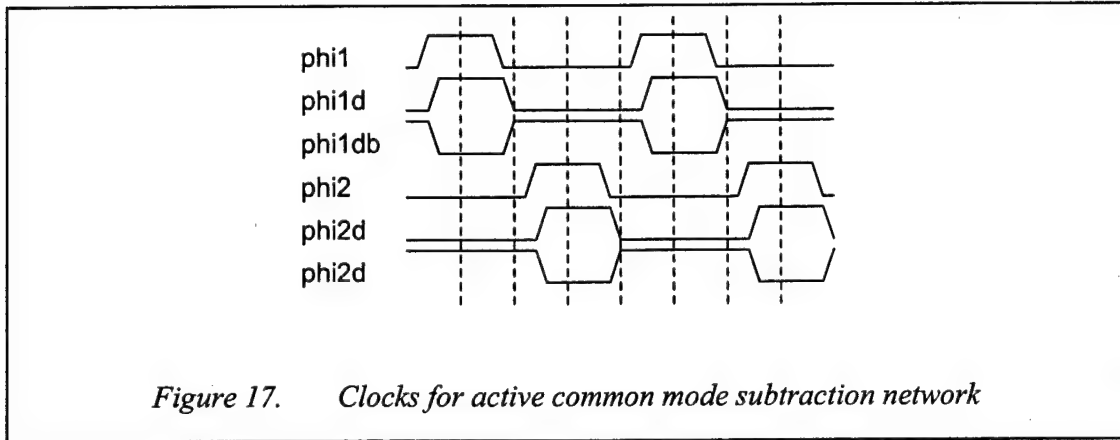 phi1
phi1d
phi1db
phi2
phi2d
phi2d
Figure 17. Clocks for active common mode subtraction network